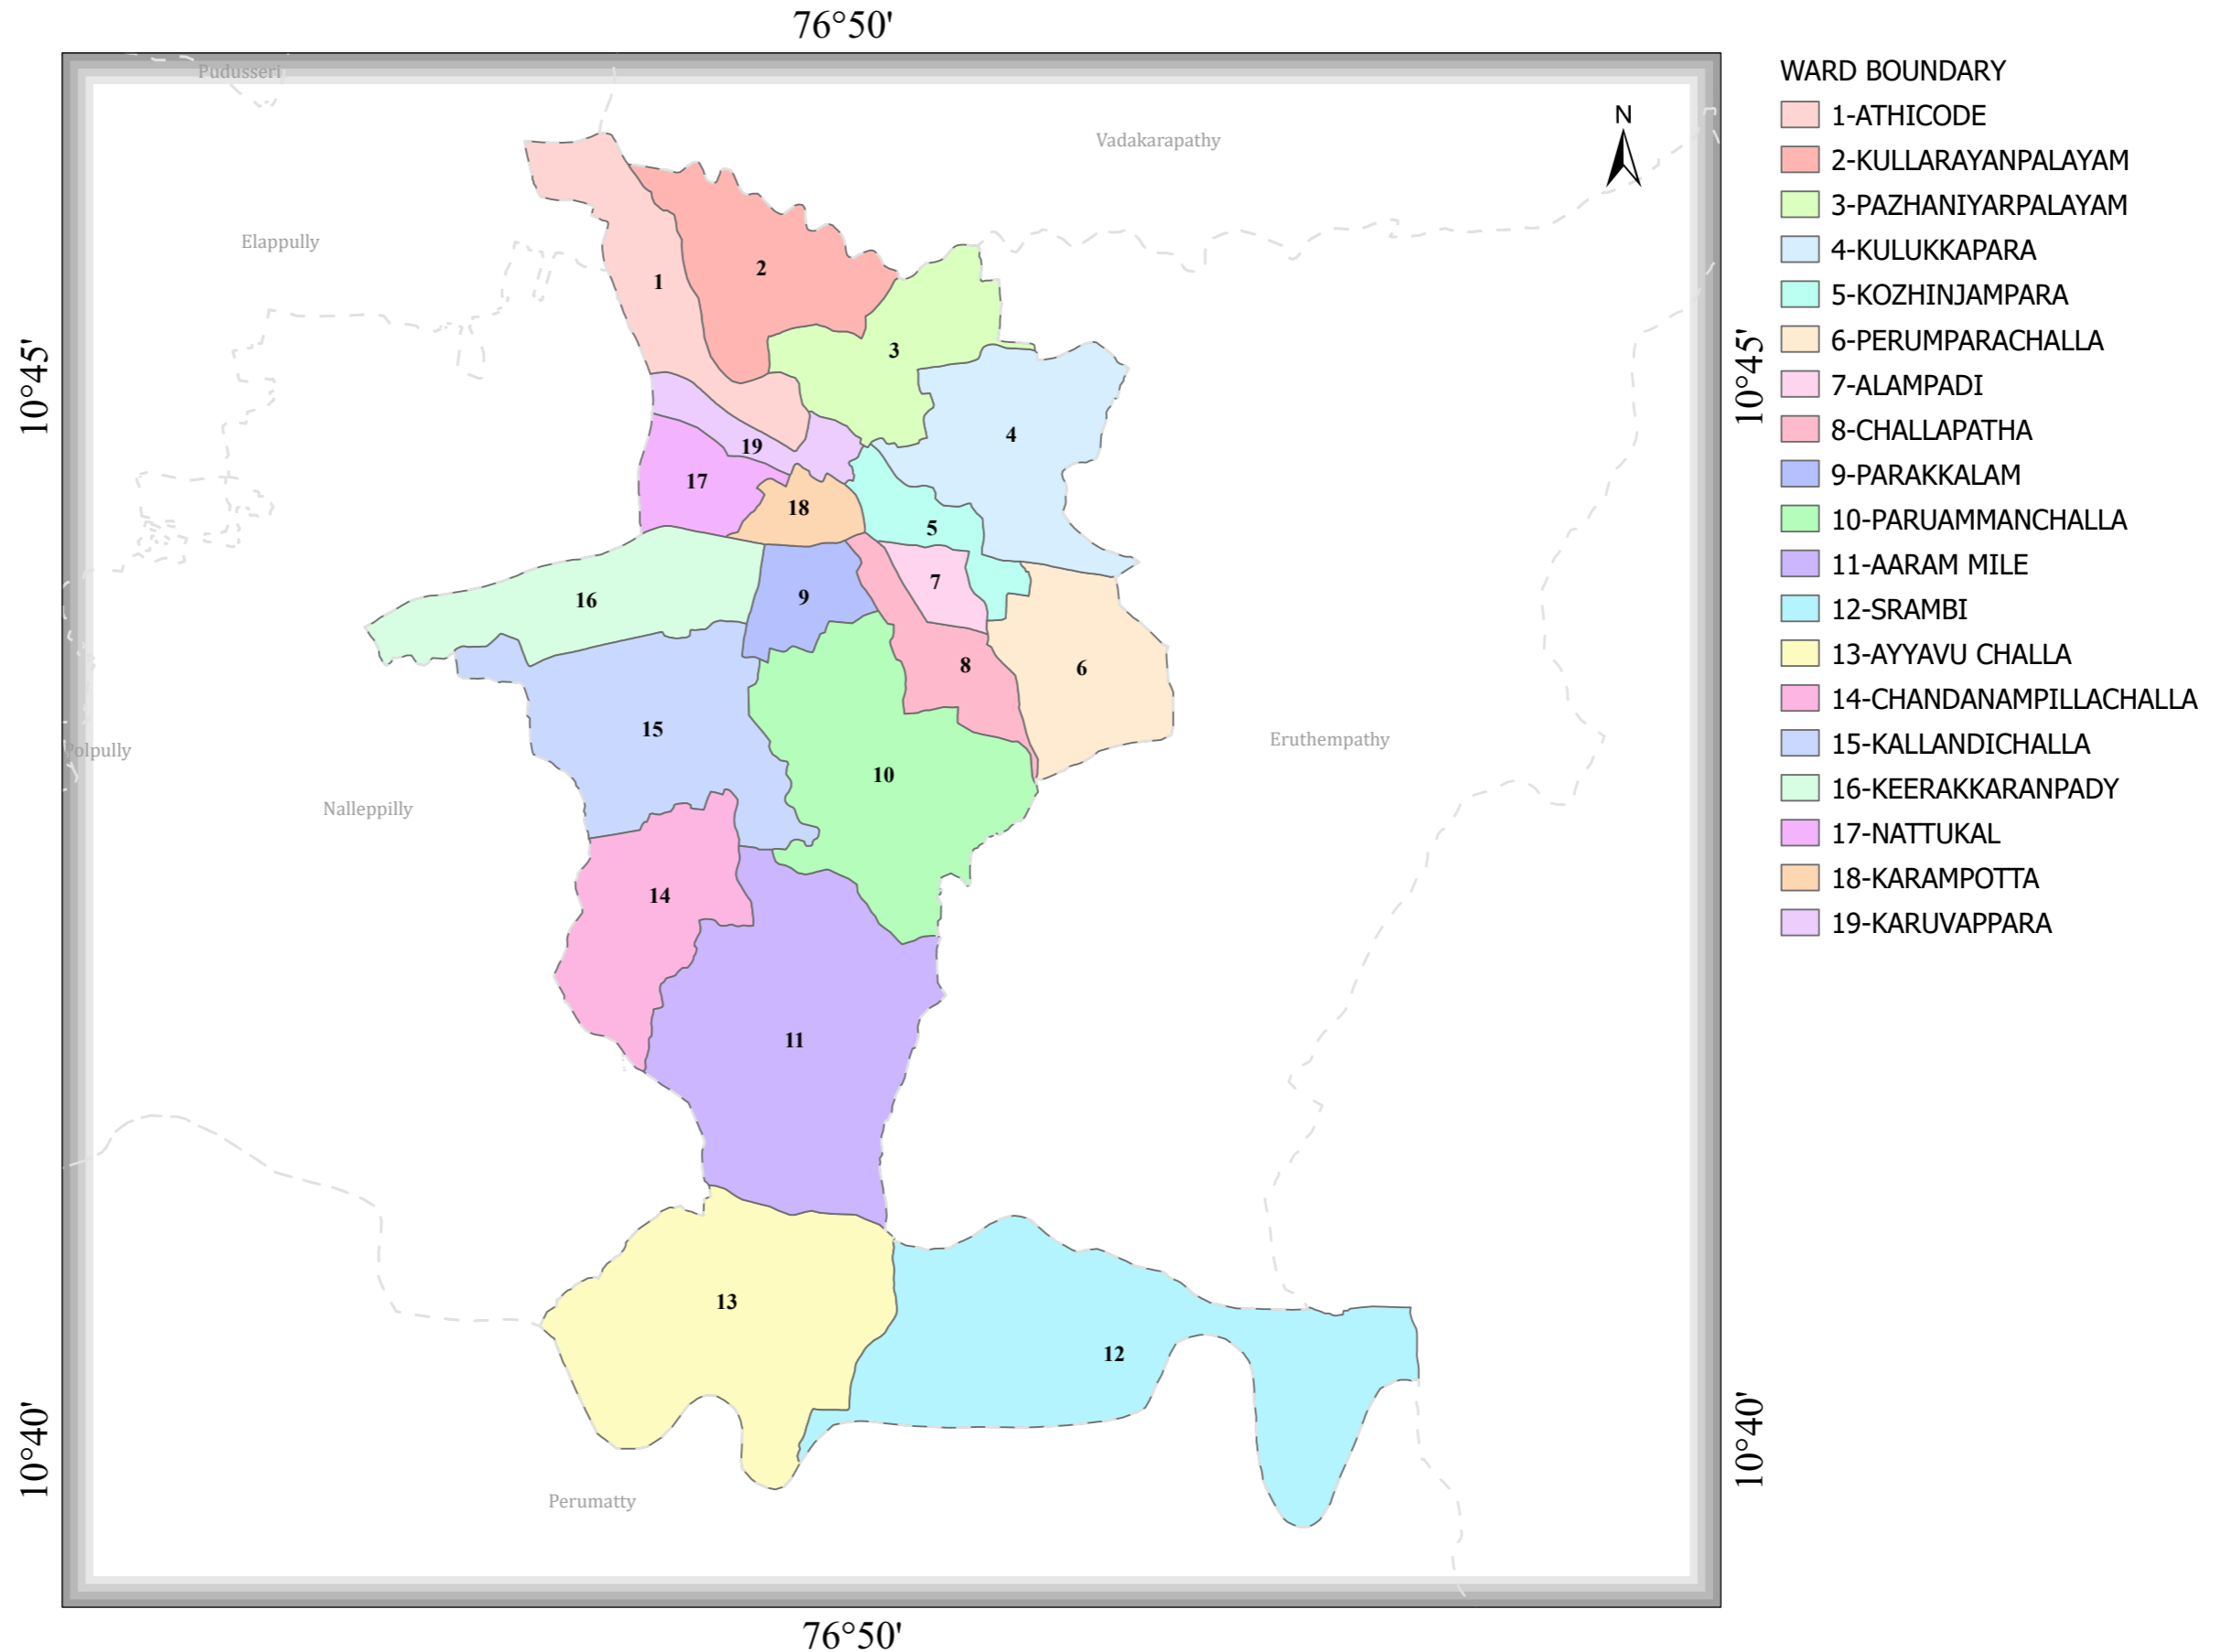 76°50'
WARD BOUNDARY
1-ATHICODE
2-KULLARAYANPALAYAM
3-PAZHANIYARPALAYAM
4-KULUKKAPARA
5-KOZHINJAMPARA
6-PERUMPARACHALLA
7-ALAMPADI
8-CHALLAPATHA
9-PARAKKALAM
10-PARUAMMANCHALLA
11-AARAM MILE
12-SRAMBI
13-AYYAVU CHALLA
14-CHANDANAMPILLACHALLA
15-KALLANDICHALLA
16-KEERAKKARANPADY
17-NATTUKAL
18-KARAMPOTTA
19-KARUVAPPARA
Pudusseri
N
Vadakarapathy
Elappully
2
1
10°45'
10°45'
3
4
19
17
18
5
7
9
16
8
6
15
Eruthempathy
Polpully
10
Nalleppilly
14
11
13
12
10°40'
10°40'
Perumatty
76°50'